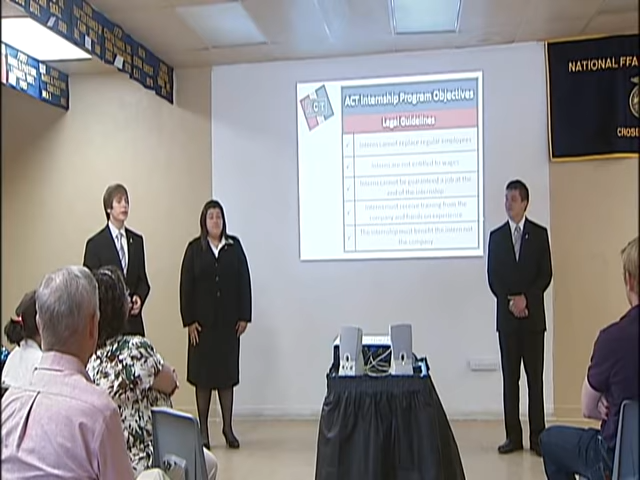 NATIONAL FFA
ACT Internship Program Objectives
CT
Legal Guidelines
Interns cannot replace regular employees
Interns are not entitled to wages
Interns cannot be guaranteed a job at the
end of the internship
Interns must receive training from the
company and hands on experience
The internship must benefit the intern not
the company
CROSB